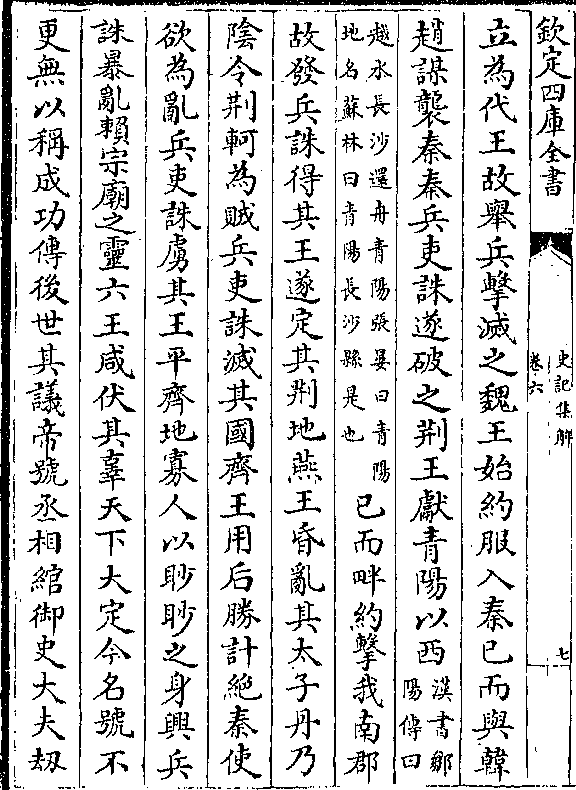 欽定四庫全書
史記集解
卷六
七
立為代王故舉兵擊滅之魏王始約服入秦已而與韓
趙謀襲秦秦兵吏誅遂破之荆王獻青陽以西漢書鄒陽傳曰
越水長沙還舟青陽張晏曰青陽地名蘇林曰青陽長沙縣是也已而畔約擊我南郡
故發兵誅得其王遂定其荆地燕王昏亂其太子丹乃
陰令荆軻為賊兵吏誅滅其國齊王用后勝計絶秦使
欲為亂兵吏誅虜其王平齊地寡人以眇眇之身興兵
誅暴亂賴宗廟之靈六王咸伏其辜天下大定今名號不
更無以稱成功傳後世其議帝號丞相綰御史大夫刼